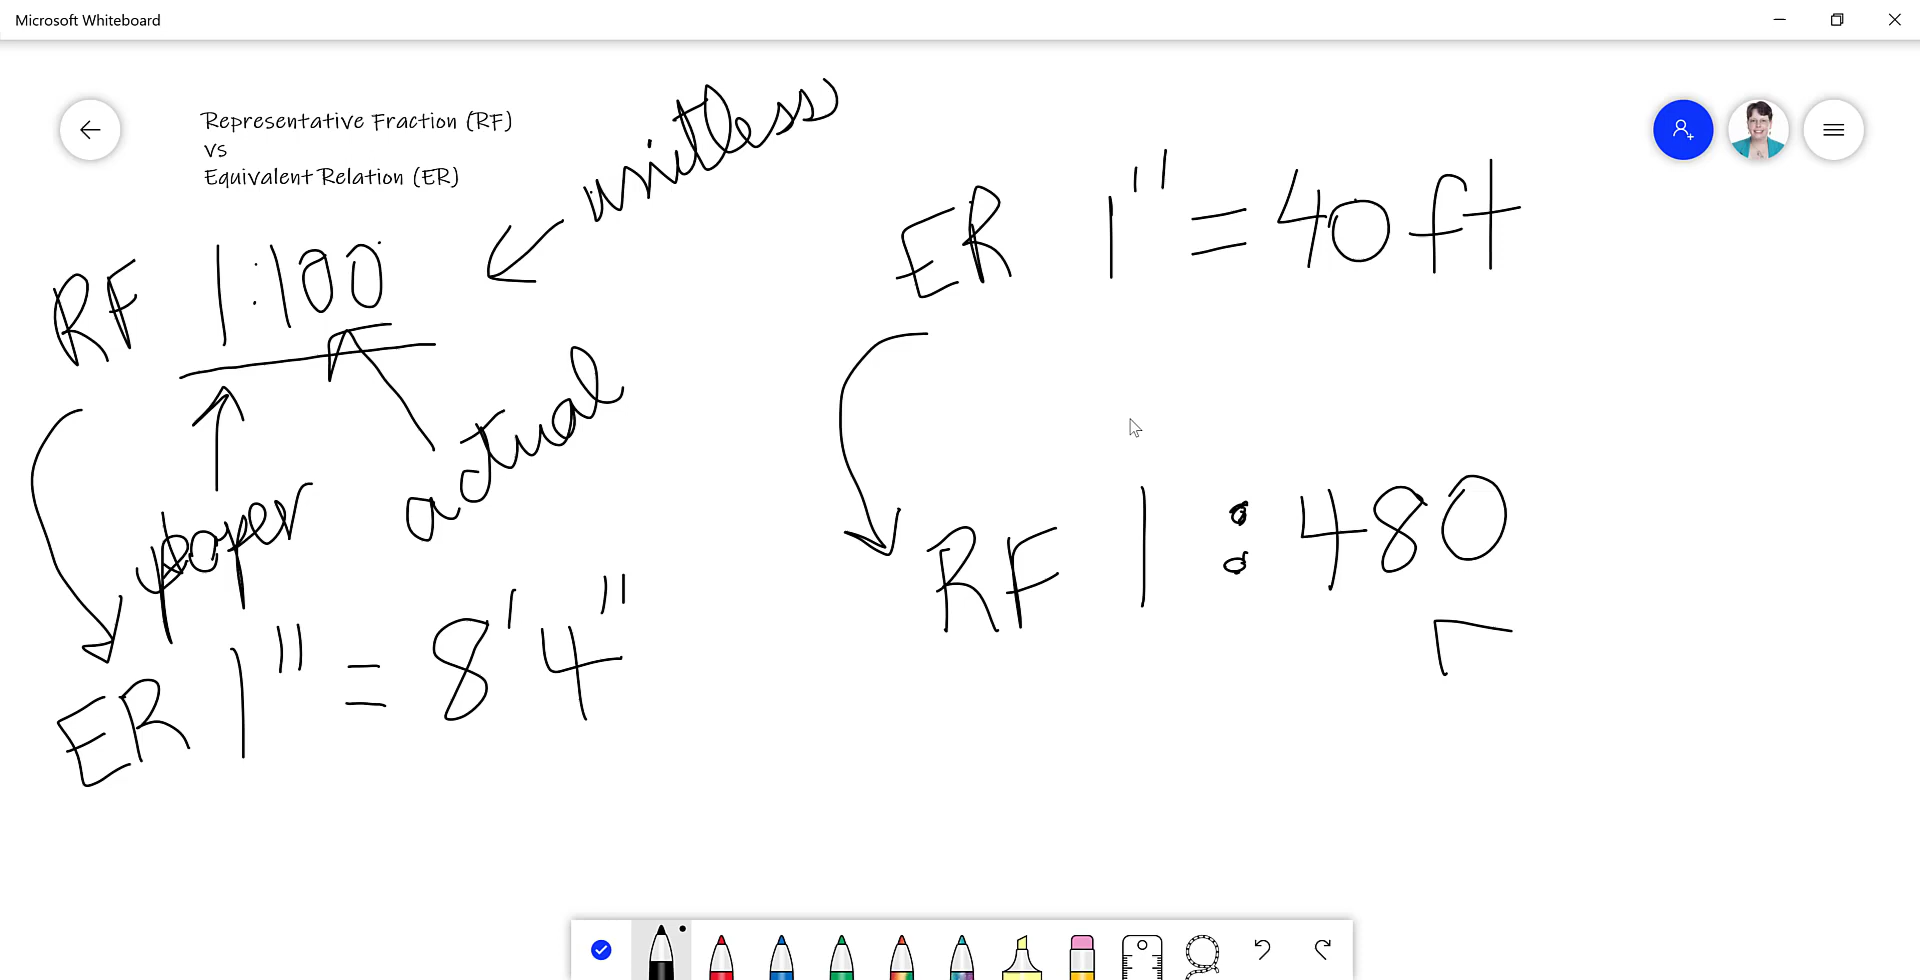 Microsoft Whiteboard
Representative Fraction (RF)
vs
Equivalent Relation (ER)
unitless
RF 1:100
paper
actual
ER 1" = 8' 4"
ER 1" = 40 ft
RF 1 : 480